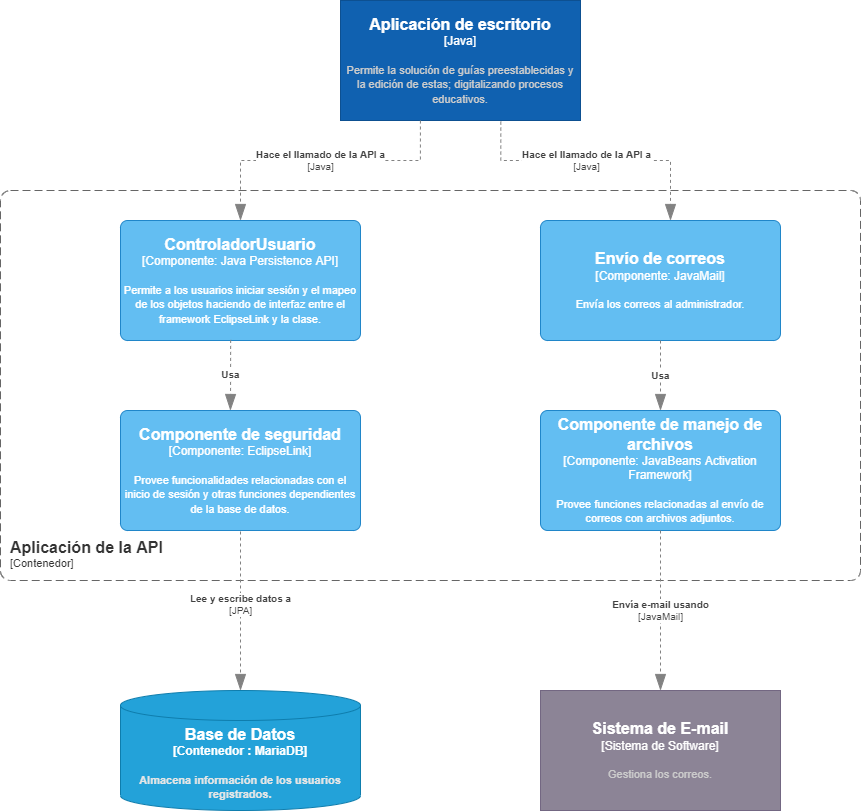 Aplicación de escritorio
[Java]
Permite la solución de guías preestablecidas y
la edición de estas; digitalizando procesos
educativos.
Hace el llamado de la API a
[Java]
Hace el llamado de la API a
[Java]
ControladorUsuario
[Componente: Java Persistence API]
Permite a los usuarios iniciar sesión y el mapeo
de los objetos haciendo de interfaz entre el
framework EclipseLink y la clase.
Envío de correos
[Componente: JavaMail]
Envía los correos al administrador.
Usa
Usa
Componente de seguridad
[Componente: EclipseLink]
Provee funcionalidades relacionadas con el
inicio de sesión y otras funciones dependientes
de la base de datos.
Componente de manejo de
archivos
[Componente: JavaBeans Activation
Framework]
Provee funciones relacionadas al envío de
correos con archivos adjuntos.
Aplicación de la API
[Contenedor]
Lee y escribe datos a
[JPA]
Envía e-mail usando
[JavaMail]
Base de Datos
[Contenedor : MariaDB]
Almacena información de los usuarios
registrados.
Sistema de E-mail
[Sistema de Software]
Gestiona los correos.